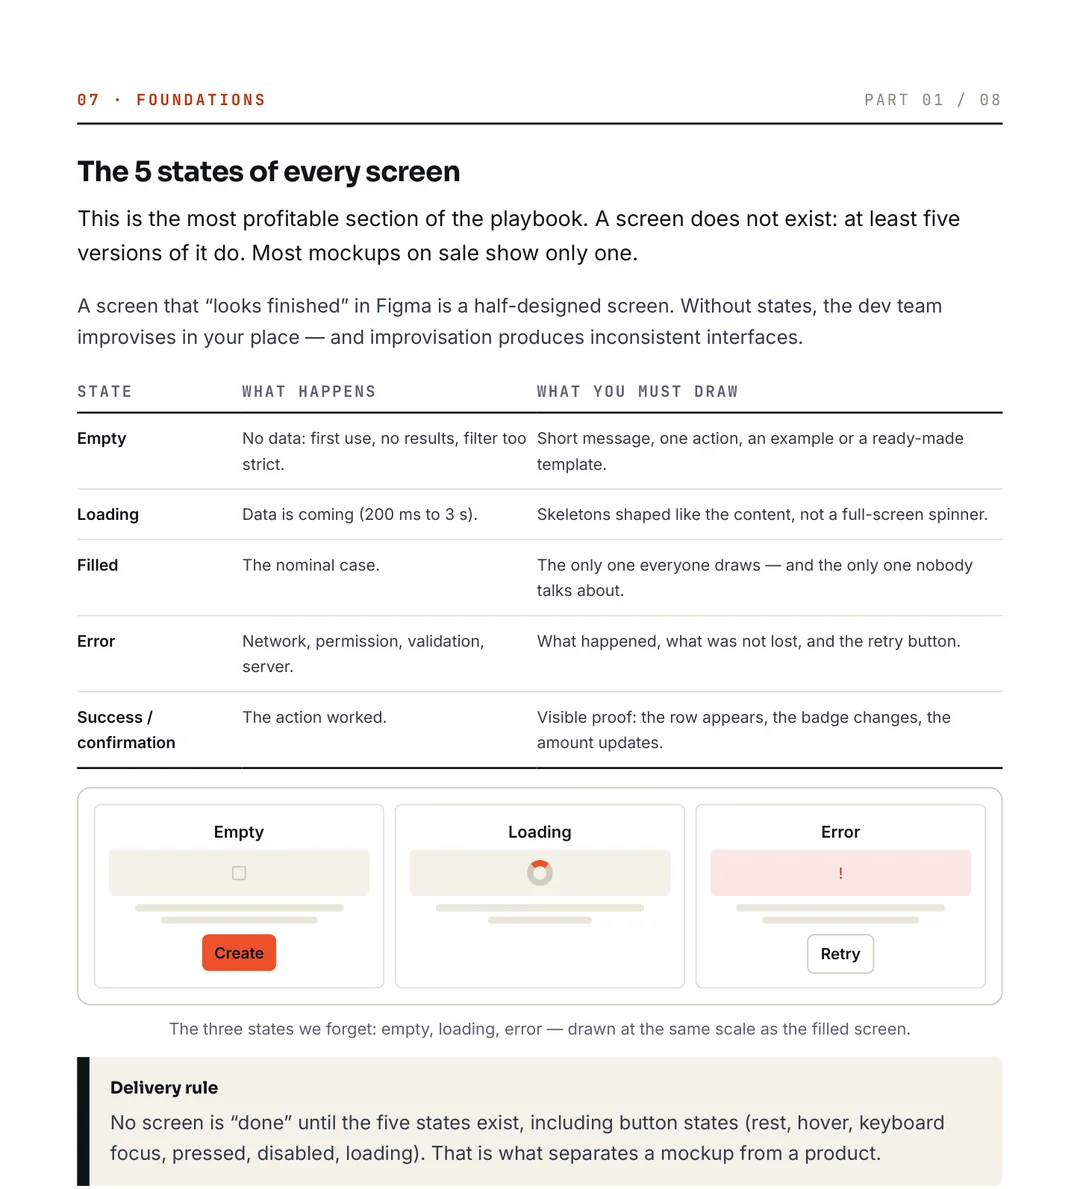 07 · FOUNDATIONS
PART 01 / 08
The 5 states of every screen
This is the most profitable section of the playbook. A screen does not exist: at least five
versions of it do. Most mockups on sale show only one.
A screen that “looks finished” in Figma is a half-designed screen. Without states, the dev team
improvises in your place — and improvisation produces inconsistent interfaces.
STATE WHAT HAPPENS WHAT YOU MUST DRAW
Empty
No data: first use, no results, filter too
strict.
Short message, one action, an example or a ready-made
template.
Loading
Data is coming (200 ms to 3 s).
Skeletons shaped like the content, not a full-screen spinner.
Filled
The nominal case.
The only one everyone draws — and the only one nobody
talks about.
Error
Network, permission, validation,
server.
What happened, what was not lost, and the retry button.
Success /
confirmation
The action worked.
Visible proof: the row appears, the badge changes, the
amount updates.
Empty
Create
Loading
Error
!
Retry
The three states we forget: empty, loading, error — drawn at the same scale as the filled screen.
Delivery rule
No screen is “done” until the five states exist, including button states (rest, hover, keyboard
focus, pressed, disabled, loading). That is what separates a mockup from a product.